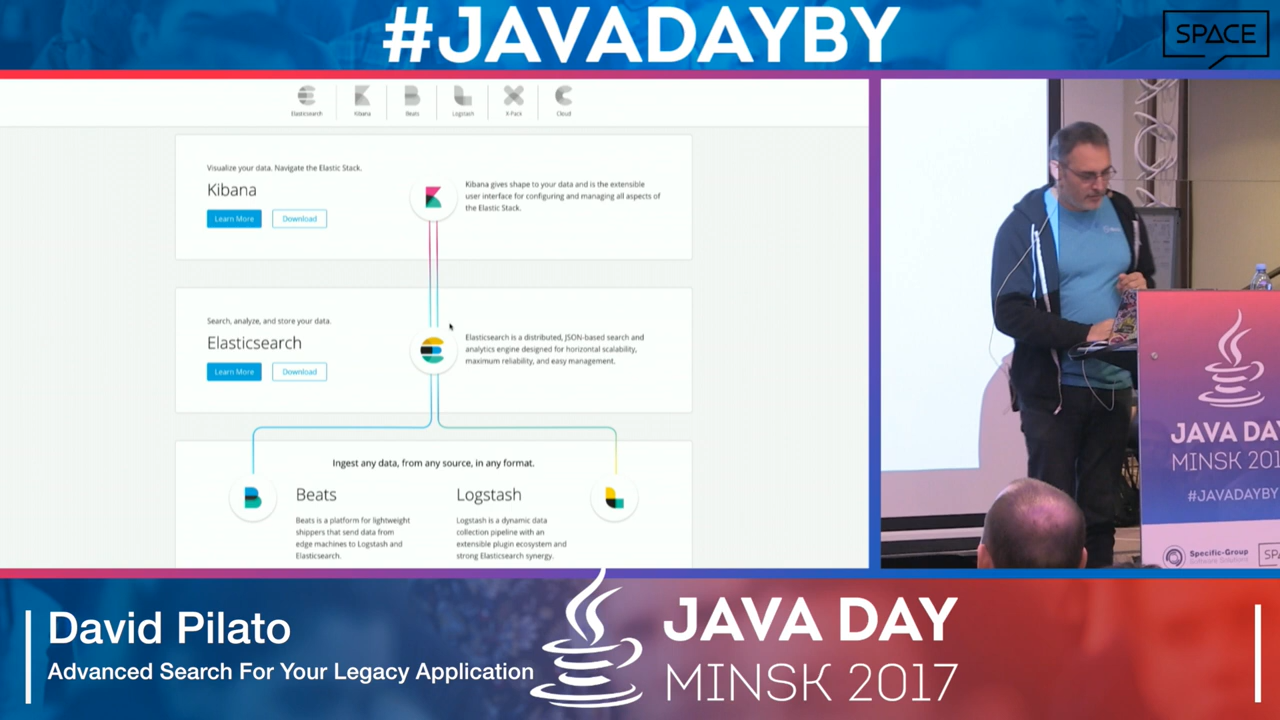 #JAVADAYBY
SPACE
Elasticsearch
Kibana
Beats
Logstash
X-Pack
Cloud
Visualize your data. Navigate the Elastic Stack.
Kibana
Learn More
Download
Kibana gives shape to your data and is the extensible
user interface for configuring and managing all aspects of
the Elastic Stack.
Search, analyze, and store your data.
Elasticsearch
Learn More
Download
Elasticsearch is a distributed, JSON-based search and
analytics engine designed for horizontal scalability,
maximum reliability, and easy management.
Ingest any data, from any source, in any format.
Beats
Beats is a platform for lightweight
shippers that send data from
edge machines to Logstash and
Elasticsearch.
Logstash
Logstash is a dynamic data
collection pipeline with an
extensible plugin ecosystem and
strong Elasticsearch synergy.
JAVA DA
MINSK 201
#JAVADAYBY
Specific-Group
Software Solutions
SP
David Pilato
Advanced Search For Your Legacy Application
JAVA DAY
MINSK 2017